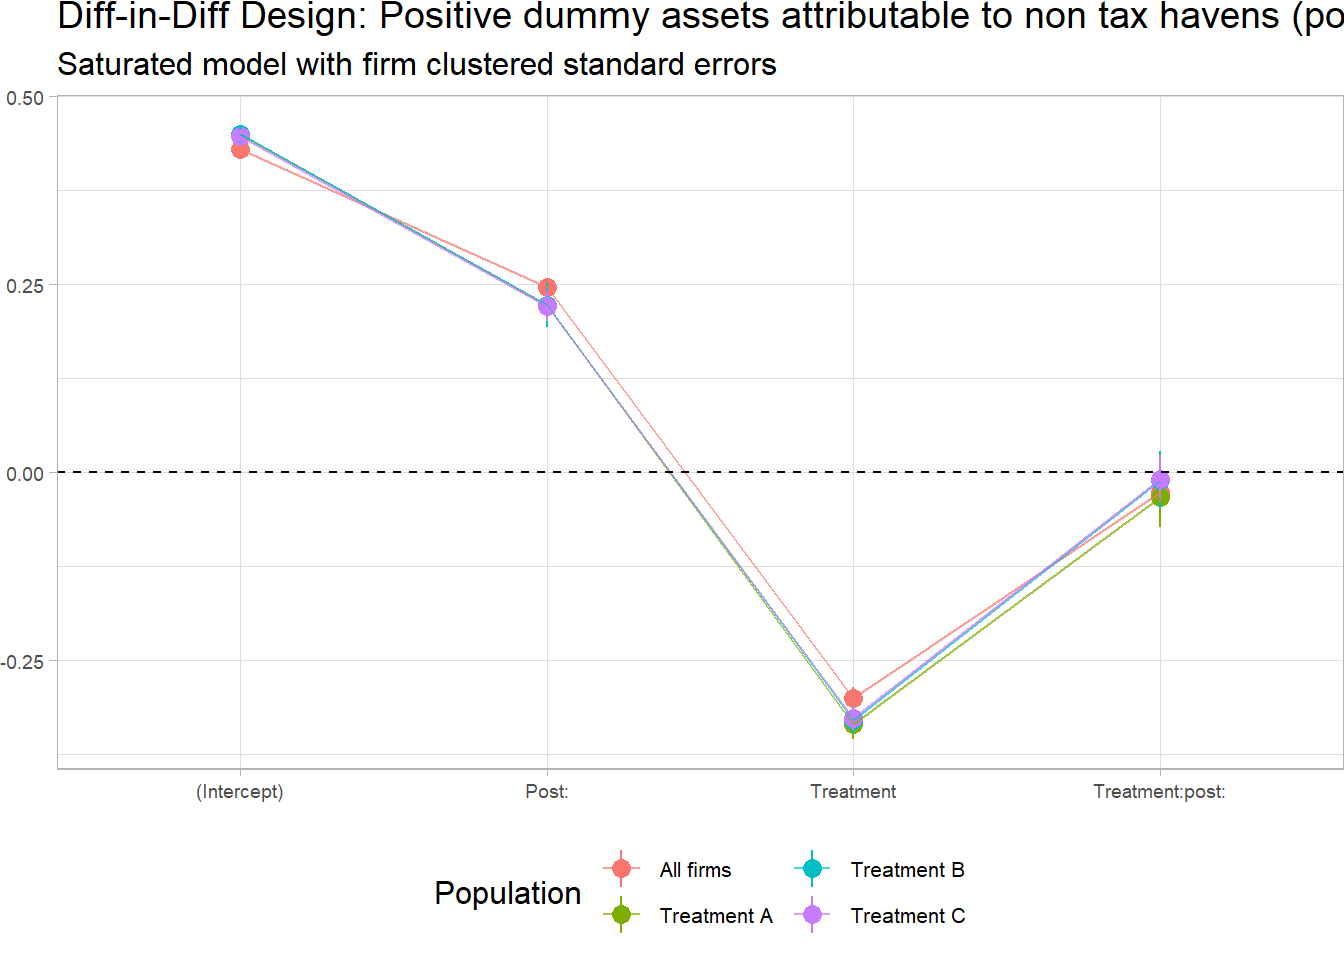 Diff-in-Diff Design: Positive dummy assets attributable to non tax havens (po
Saturated model with firm clustered standard errors
0.50
0.25
0.00
-0.25
(Intercept) Post: Treatment Treatment:post:
Population
All firms Treatment B
Treatment A Treatment C